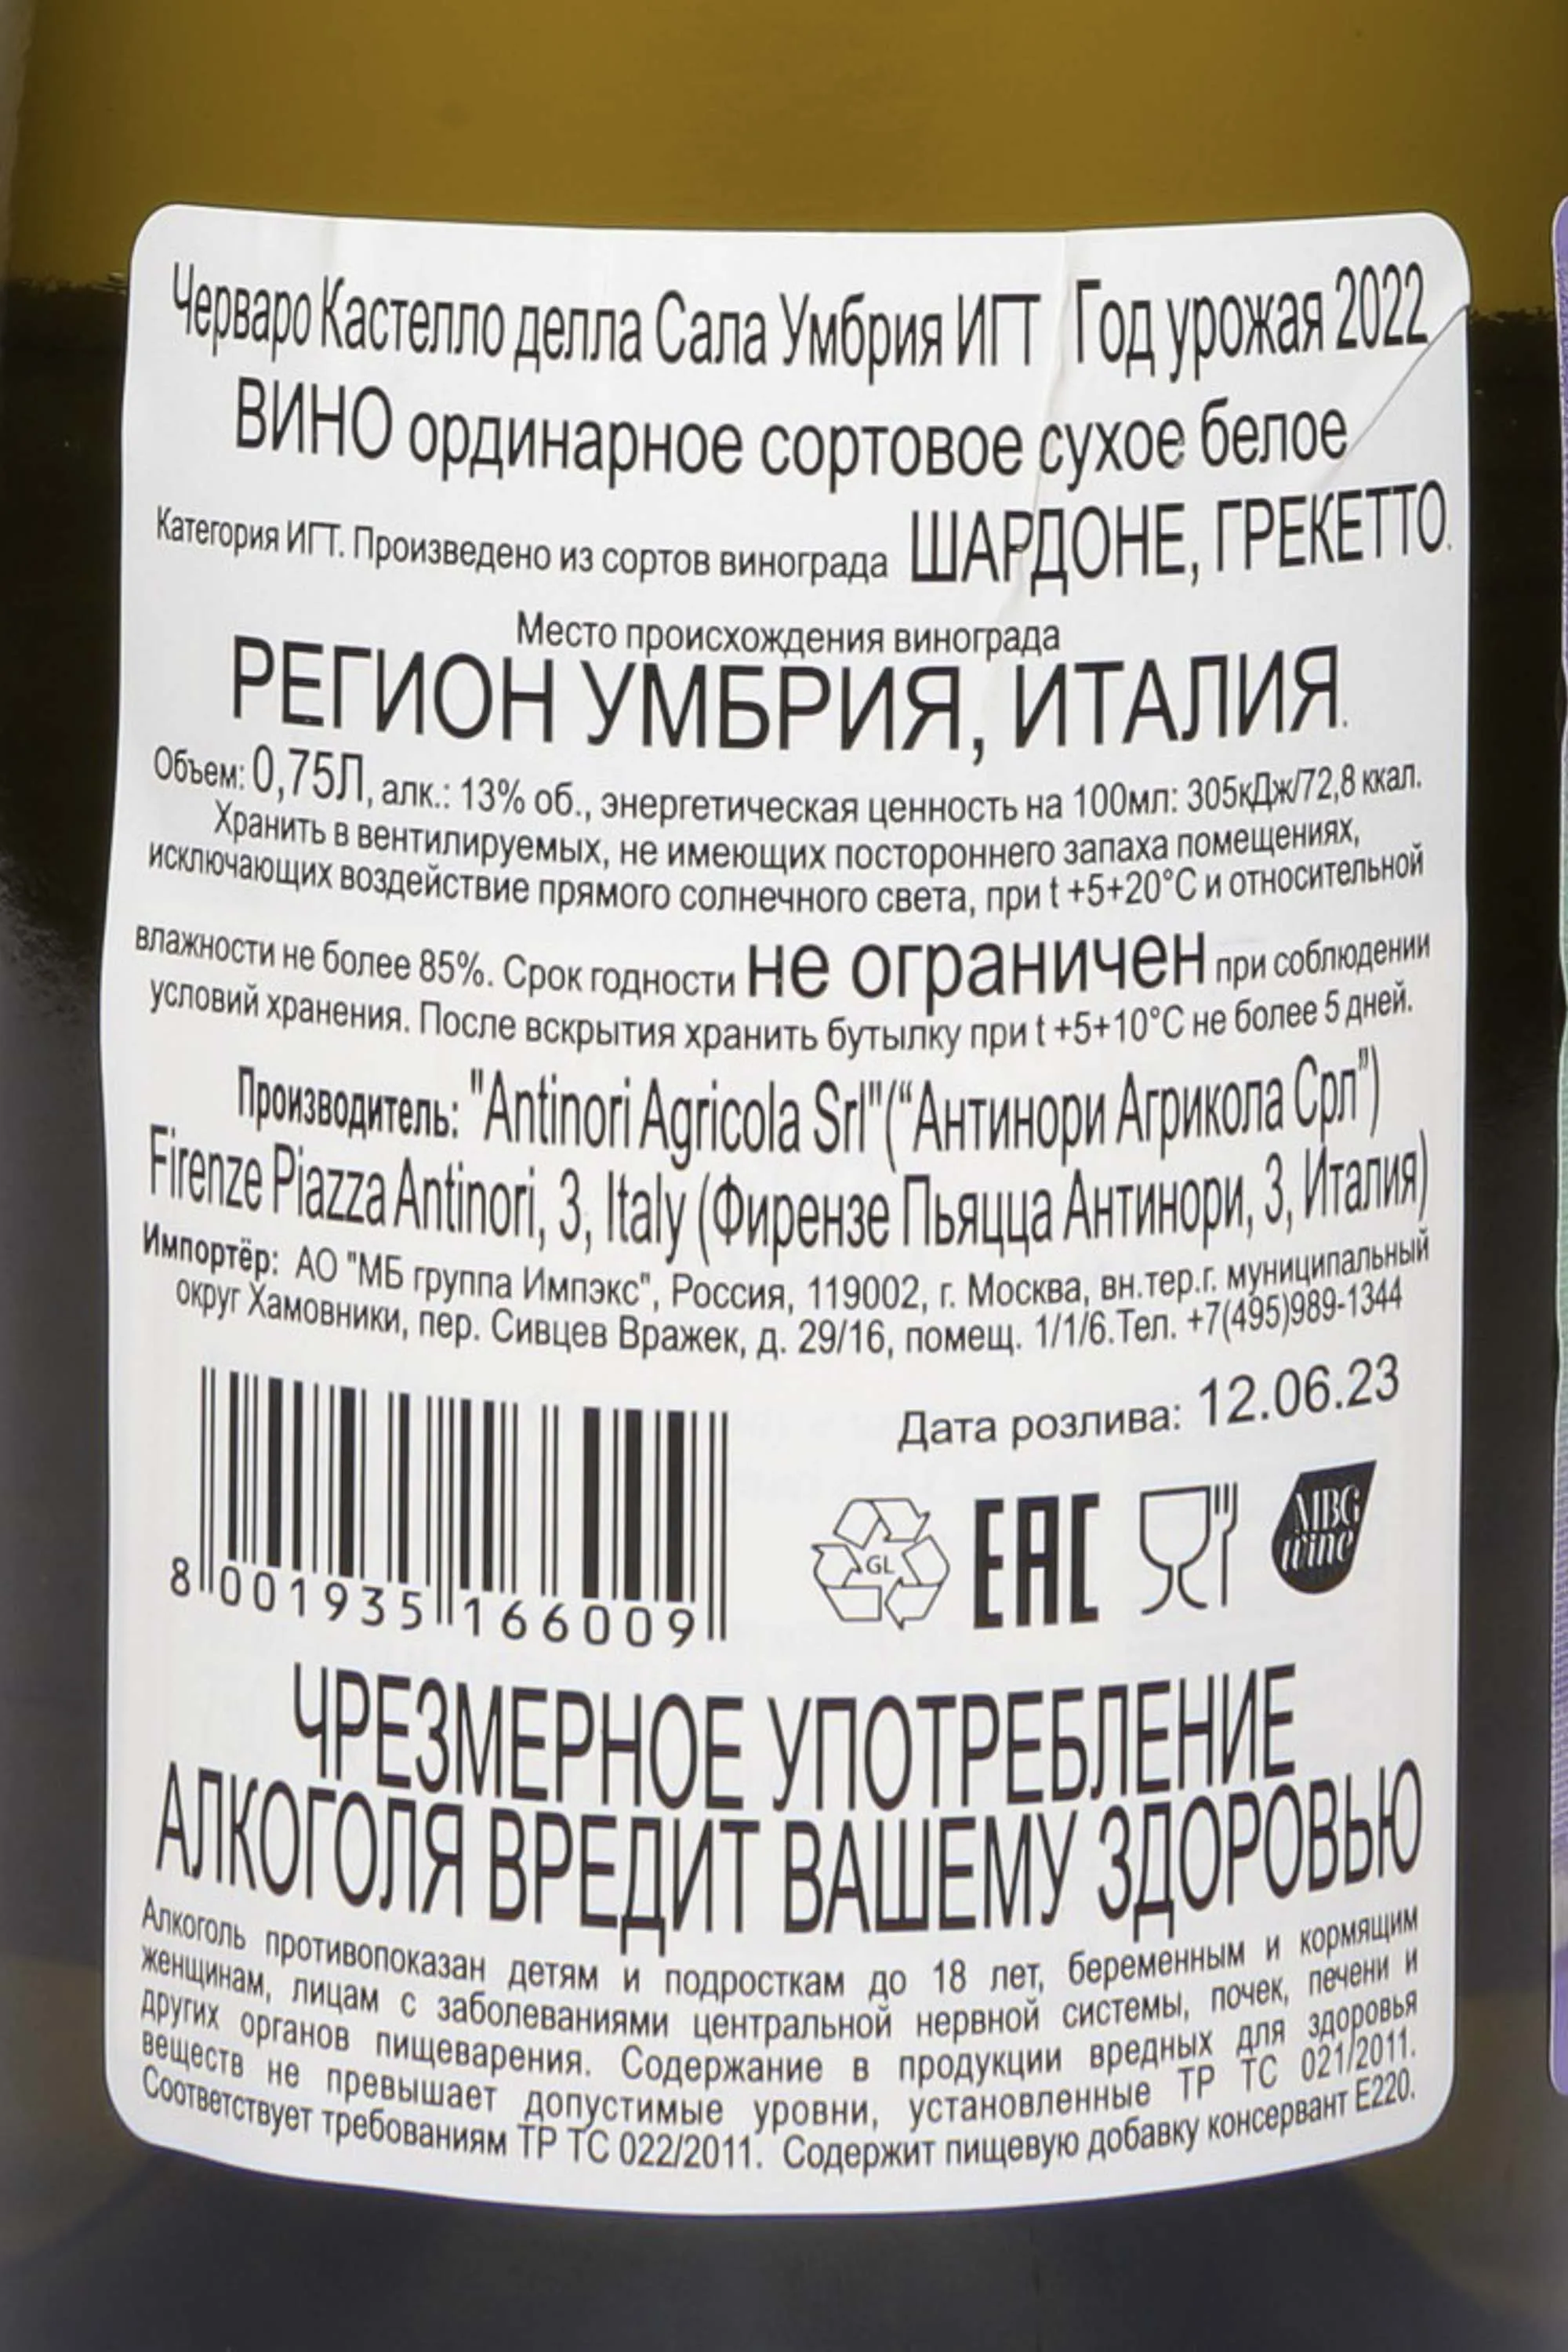 Черваро Кастелло делла Сала Умбрия ИГТ Год урожая 2022
ВИНО ординарное сортовое сухое белое
Категория ИГТ. Произведено из сортов винограда ШАРДОНЕ, ГРЕКЕТТО.
Место происхождения винограда
РЕГИОН УМБРИЯ, ИТАЛИЯ.
Объем: 0,75Л, алк.: 13% об., энергетическая ценность на 100мл: 305кДж/72,8 ккал.
Хранить в вентилируемых, не имеющих постороннего запаха помещениях,
исключающих воздействие прямого солнечного света, при t +5+20°C и относительной
влажности не более 85%. Срок годности не ограничен при соблюдении
условий хранения. После вскрытия хранить бутылку при t +5+10°C не более 5 дней.
Производитель: "Antinori Agricola Srl"(“Антинори Агрикола Срл”)
Firenze Piazza Antinori, 3, Italy (Фирензе Пьяцца Антинори, 3, Италия)
Импортёр: АО "МБ группа Импэкс", Россия, 119002, г. Москва, вн.тер.г. муниципальный
округ Хамовники, пер. Сивцев Вражек, д. 29/16, помещ. 1/1/6.Тел. +7(495)989-1344
Дата розлива: 12.06.23
GL
EAC
MBG
wine
8 001935 166009
ЧРЕЗМЕРНОЕ УПОТРЕБЛЕНИЕ
АЛКОГОЛЯ ВРЕДИТ ВАШЕМУ ЗДОРОВЬЮ
Алкоголь противопоказан детям и подросткам до 18 лет, беременным и кормящим
женщинам, лицам с заболеваниями центральной нервной системы, почек, печени и
других органов пищеварения. Содержание в продукции вредных для здоровья
веществ не превышает допустимые уровни, установленные ТР ТС 021/2011.
Соответствует требованиям ТР ТС 022/2011. Содержит пищевую добавку консервант Е220.